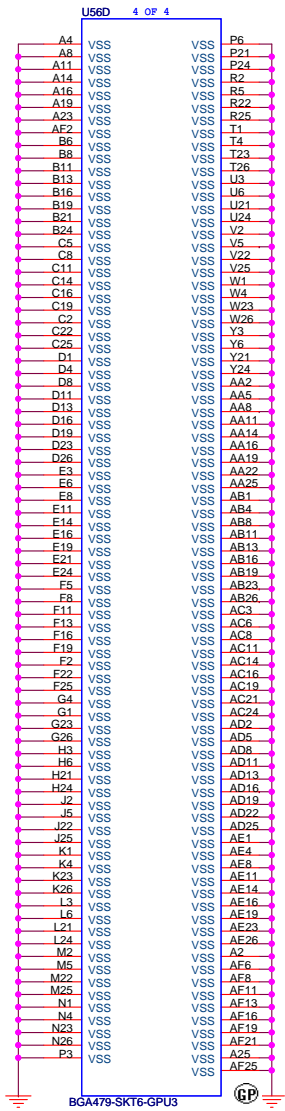 U56D 4 OF 4
A4 VSS VSS P6
A8 VSS VSS P21
A11 VSS VSS P24
A14 VSS VSS R2
A16 VSS VSS R5
A19 VSS VSS R22
A23 VSS VSS R25
AF2 VSS VSS T1
B6 VSS VSS T4
B8 VSS VSS T23
B11 VSS VSS T26
B13 VSS VSS U3
B16 VSS VSS U6
B19 VSS VSS U21
B21 VSS VSS U24
B24 VSS VSS V2
C5 VSS VSS V5
C8 VSS VSS V22
C11 VSS VSS V25
C14 VSS VSS W1
C16 VSS VSS W4
C19 VSS VSS W23
C2 VSS VSS W26
C22 VSS VSS Y3
C25 VSS VSS Y6
D1 VSS VSS Y21
D4 VSS VSS Y24
D8 VSS VSS AA2
D11 VSS VSS AA5
D13 VSS VSS AA8
D16 VSS VSS AA11
D19 VSS VSS AA14
D23 VSS VSS AA16
D26 VSS VSS AA19
E3 VSS VSS AA22
E6 VSS VSS AA25
E8 VSS VSS AB1
E11 VSS VSS AB4
E14 VSS VSS AB8
E16 VSS VSS AB11
E19 VSS VSS AB13
E21 VSS VSS AB16
E24 VSS VSS AB19
F5 VSS VSS AB23
F8 VSS VSS AB26
F11 VSS VSS AC3
F13 VSS VSS AC6
F16 VSS VSS AC8
F19 VSS VSS AC11
F2 VSS VSS AC14
F22 VSS VSS AC16
F25 VSS VSS AC19
G4 VSS VSS AC21
G1 VSS VSS AC24
G23 VSS VSS AD2
G26 VSS VSS AD5
H3 VSS VSS AD8
H6 VSS VSS AD11
H21 VSS VSS AD13
H24 VSS VSS AD16
J2 VSS VSS AD19
J5 VSS VSS AD22
J22 VSS VSS AD25
J25 VSS VSS AE1
K1 VSS VSS AE4
K4 VSS VSS AE8
K23 VSS VSS AE11
K26 VSS VSS AE14
L3 VSS VSS AE16
L6 VSS VSS AE19
L21 VSS VSS AE23
L24 VSS VSS AE26
M2 VSS VSS A2
M5 VSS VSS AF6
M22 VSS VSS AF8
M25 VSS VSS AF11
N1 VSS VSS AF13
N4 VSS VSS AF16
N23 VSS VSS AF19
N26 VSS VSS AF21
P3 VSS VSS A25
VSS AF25
GP
BGA479-SKT6-GPU3